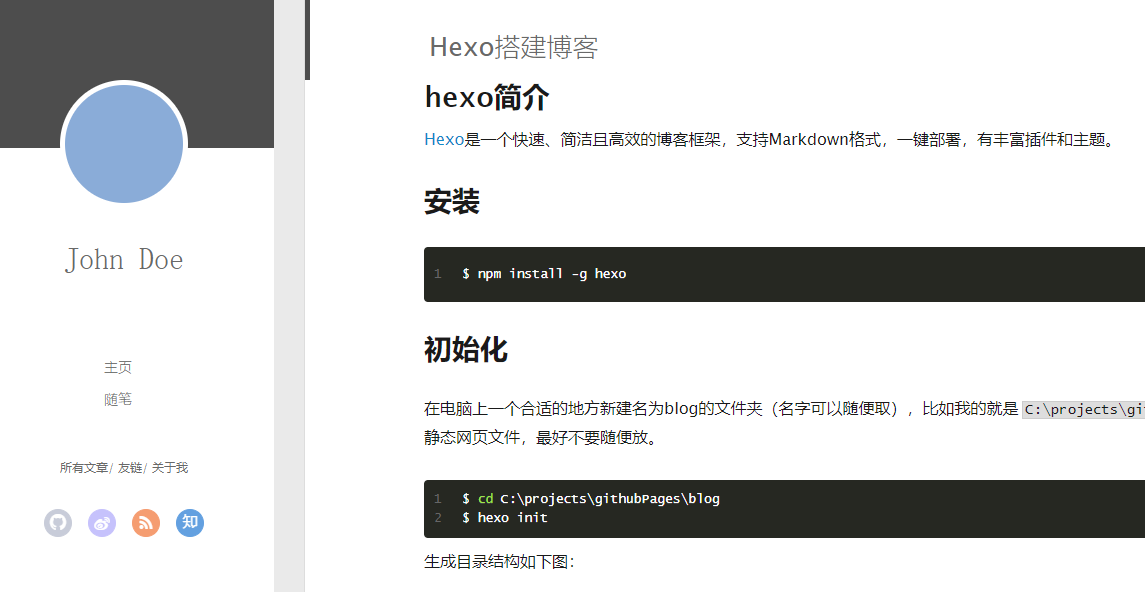 John Doe
主页
随笔
所有文章/ 友链/ 关于我
知
Hexo搭建博客
hexo简介
Hexo是一个快速、简洁且高效的博客框架，支持Markdown格式，一键部署，有丰富插件和主题。
安装
1 $ npm install -g hexo
初始化
在电脑上一个合适的地方新建名为blog的文件夹（名字可以随便取），比如我的就是 C:\projects\git
静态网页文件，最好不要随便放。
1 $ cd C:\projects\githubPages\blog
2 $ hexo init
生成目录结构如下图：